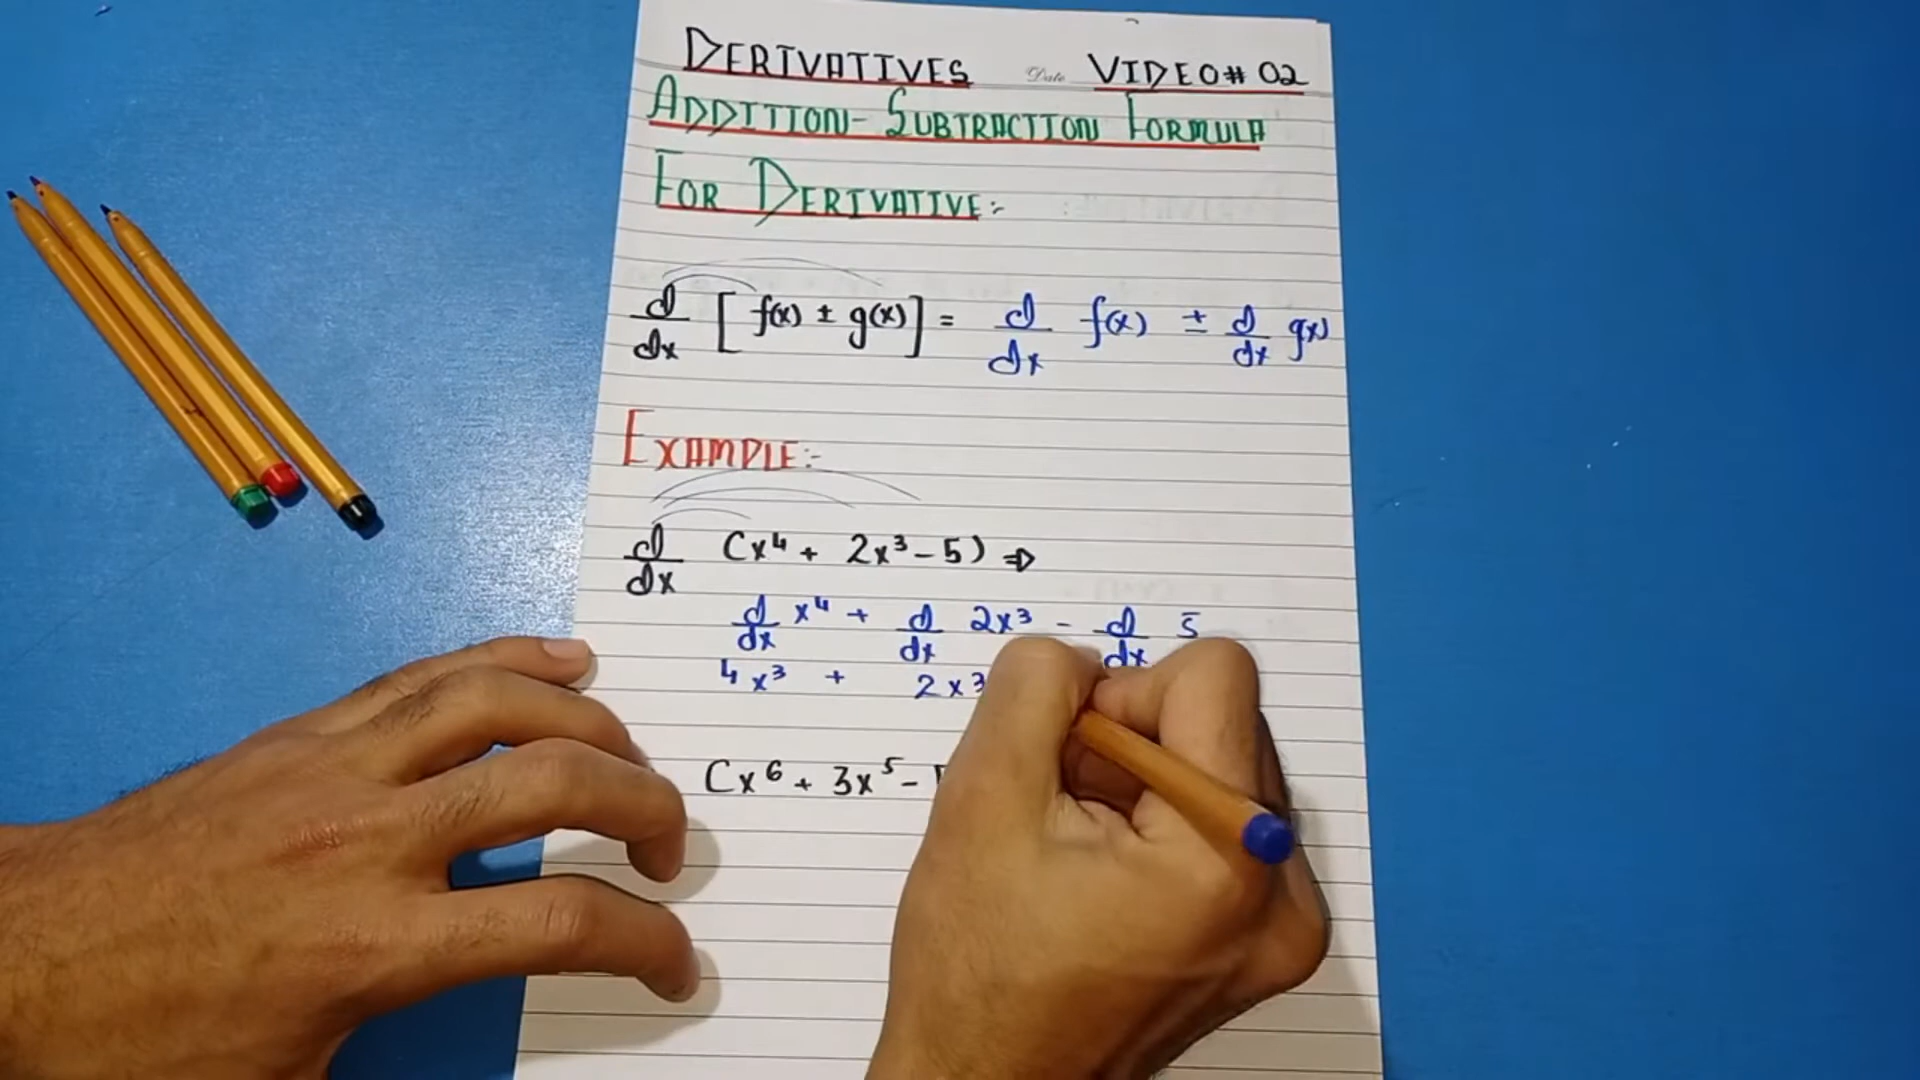 DERIVATIVES Date VIDEO# 02
ADDITION- SUBTRACTION FORMULA
FOR DERIVATIVE:-
d/dx [f(x) ± g(x)] = d/dx f(x) ± d/dx g(x)
EXAMPLE:-
d/dx (x⁴ + 2x³ - 5) ⇒
d/dx x⁴ + d/dx 2x³ - d/dx 5
4x³ + 2x³
(x⁶ + 3x⁵ -